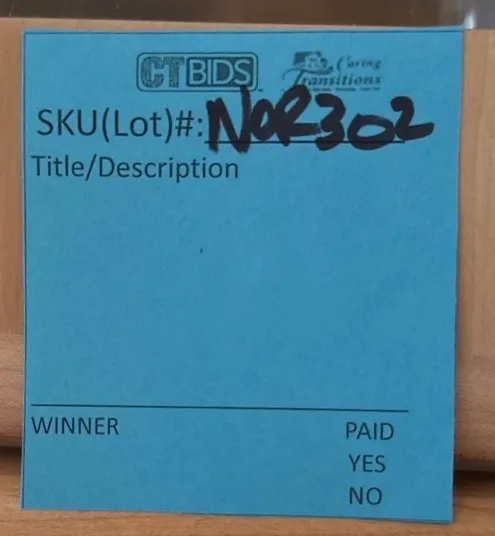 CTBIDS
Caring
Transitions
SKU(Lot)#:NOR302
Title/Description
WINNER
PAID
YES
NO